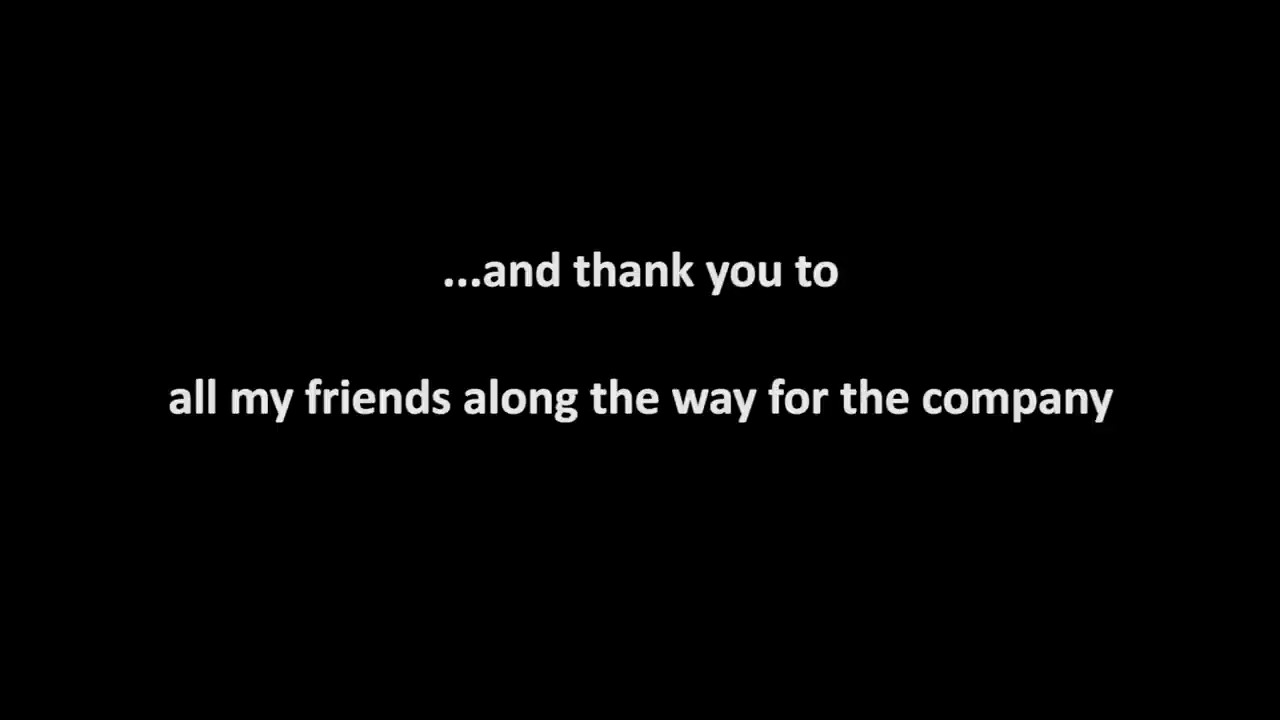 ...and thank you to
all my friends along the way for the company